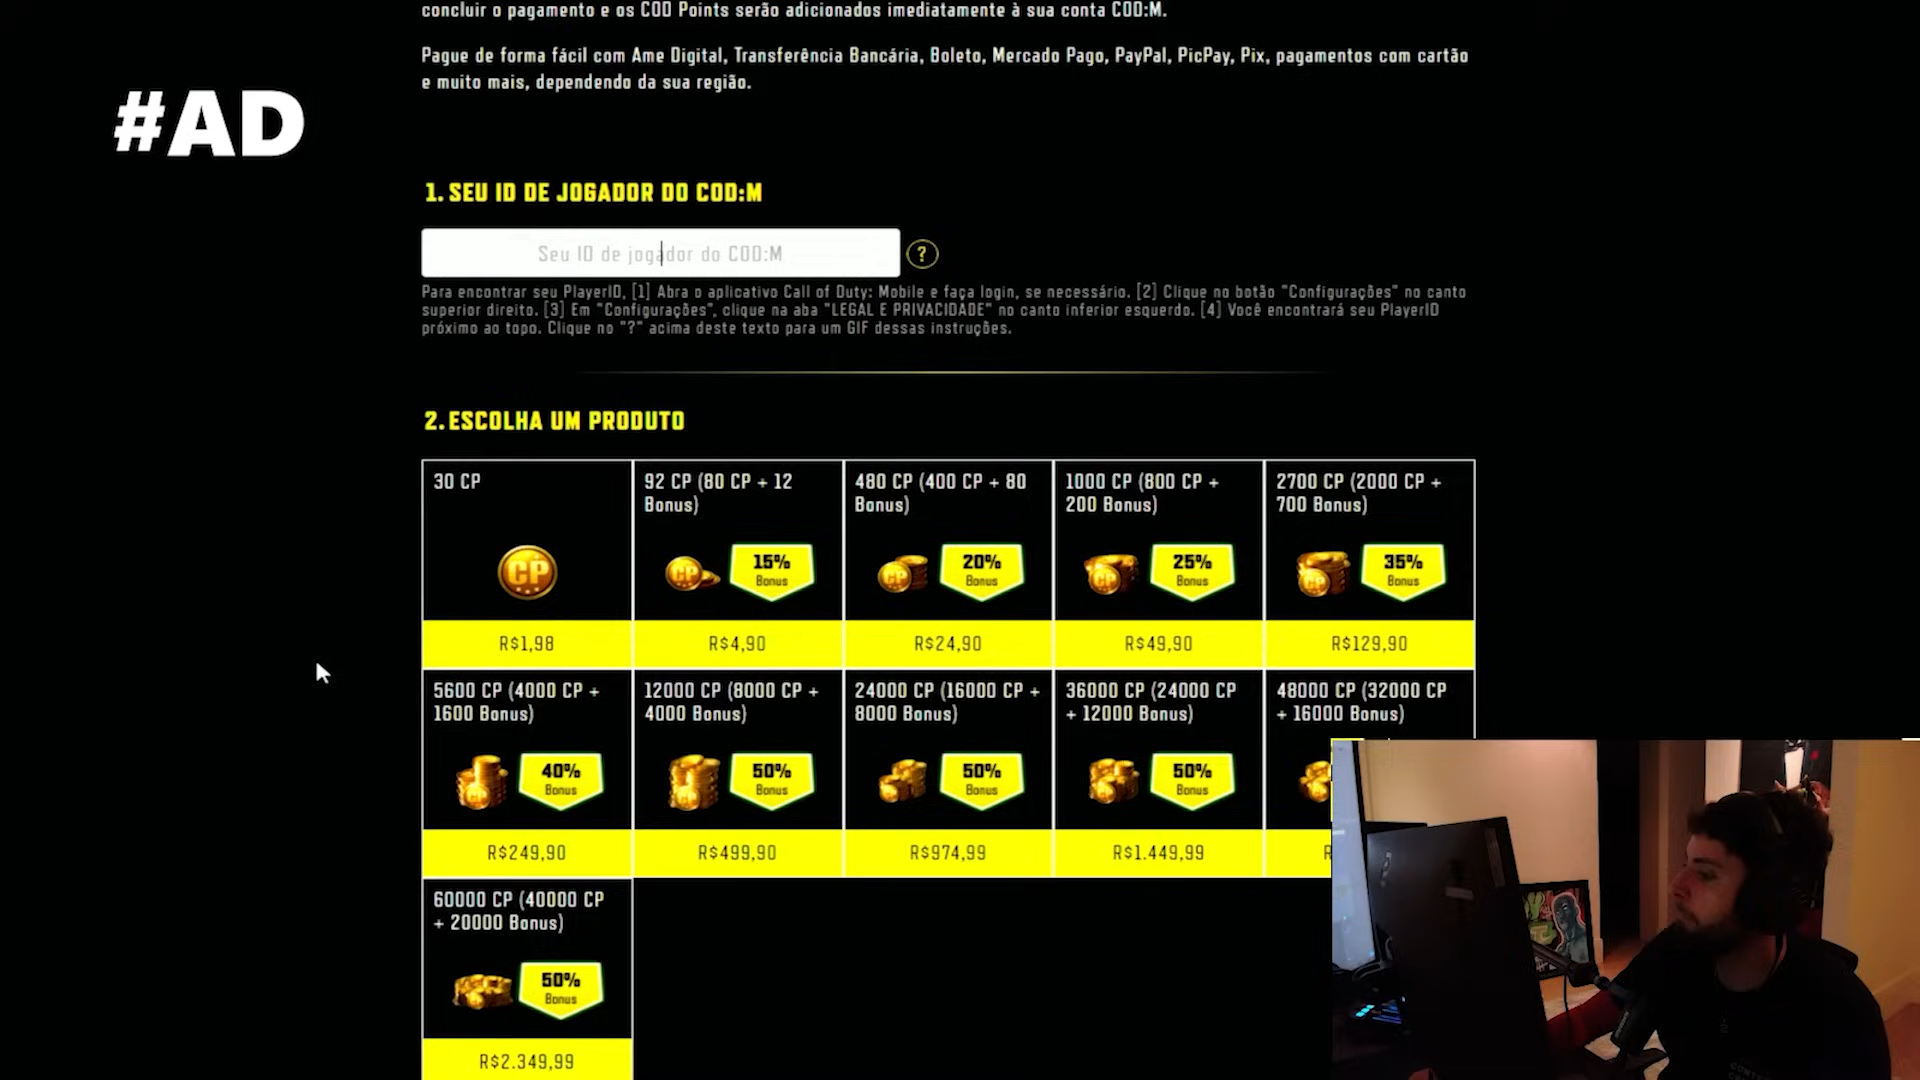 concluir o pagamento e os COD Points serão adicionados imediatamente à sua conta COD:M.
Pague de forma fácil com Ame Digital, Transferência Bancária, Boleto, Mercado Pago, PayPal, PicPay, Pix, pagamentos com cartão
e muito mais, dependendo da sua região.
#AD
1. SEU ID DE JOGADOR DO COD:M
Seu ID de jogador do COD:M
?
Para encontrar seu PlayerID, [1] Abra o aplicativo Call of Duty: Mobile e faça login, se necessário. [2] Clique no botão "Configurações" no canto
superior direito. [3] Em "Configurações", clique na aba "LEGAL E PRIVACIDADE" no canto inferior esquerdo. [4] Você encontrará seu PlayerID
próximo ao topo. Clique no "?" acima deste texto para um GIF dessas instruções.
2. ESCOLHA UM PRODUTO
30 CP
CP
R$1,98
92 CP (80 CP + 12
Bonus)
15%
Bonus
R$4,90
480 CP (400 CP + 80
Bonus)
20%
Bonus
R$24,90
1000 CP (800 CP +
200 Bonus)
25%
Bonus
R$49,90
2700 CP (2000 CP +
700 Bonus)
35%
Bonus
R$129,90
5600 CP (4000 CP +
1600 Bonus)
40%
Bonus
R$249,90
12000 CP (8000 CP +
4000 Bonus)
50%
Bonus
R$499,90
24000 CP (16000 CP +
8000 Bonus)
50%
Bonus
R$974,99
36000 CP (24000 CP
+ 12000 Bonus)
50%
Bonus
R$1.449,99
48000 CP (32000 CP
+ 16000 Bonus)
60000 CP (40000 CP
+ 20000 Bonus)
50%
Bonus
R$2.349,99